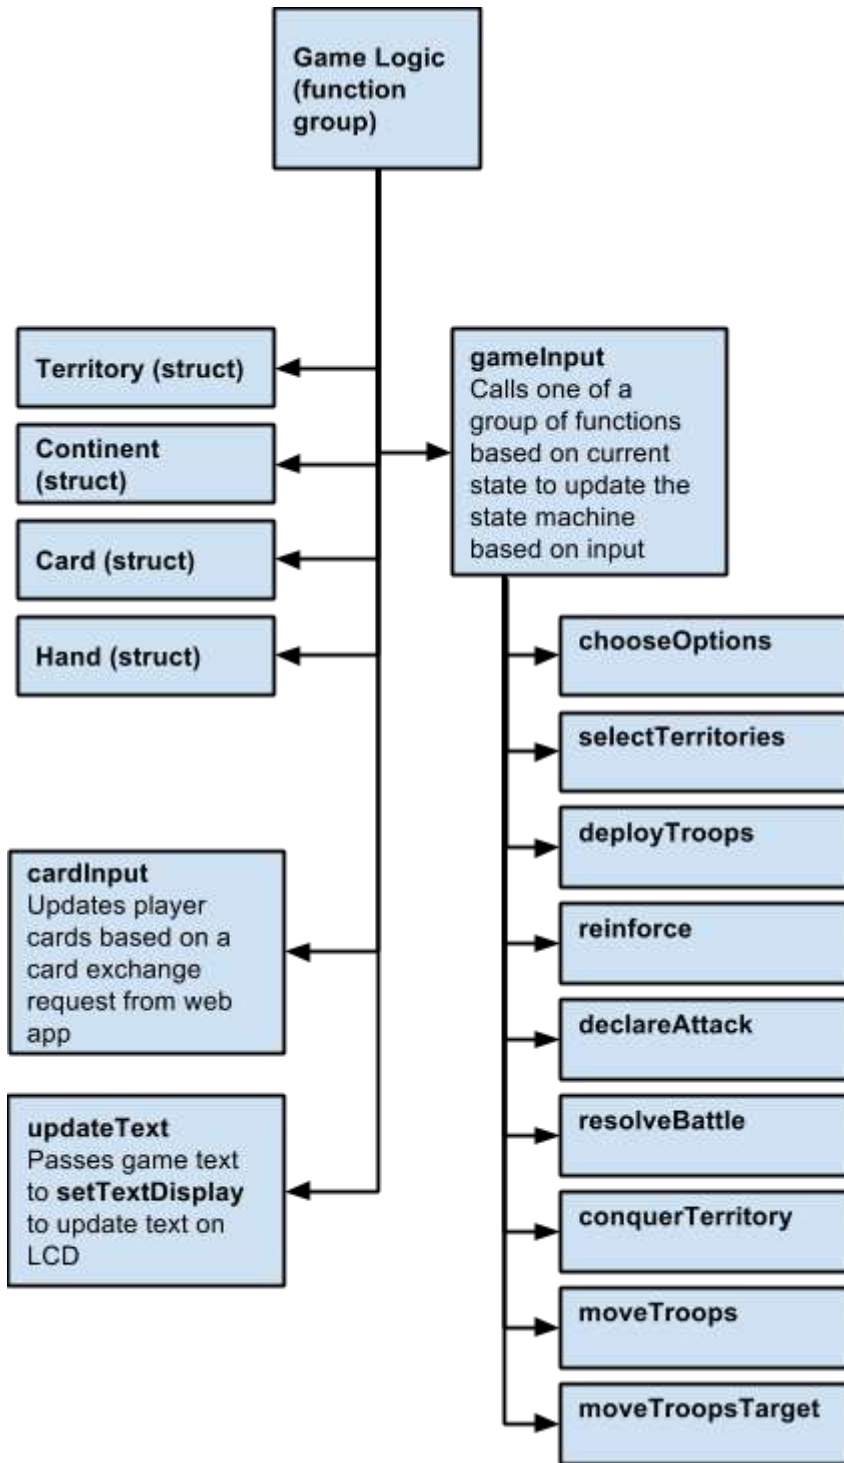 Game Logic
(function
group)
Territory (struct)
Continent
(struct)
Card (struct)
Hand (struct)
gameInput
Calls one of a
group of functions
based on current
state to update the
state machine
based on input
chooseOptions
selectTerritories
deployTroops
reinforce
declareAttack
resolveBattle
conquerTerritory
moveTroops
moveTroopsTarget
cardInput
Updates player
cards based on a
card exchange
request from web
app
updateText
Passes game text
to setTextDisplay
to update text on
LCD